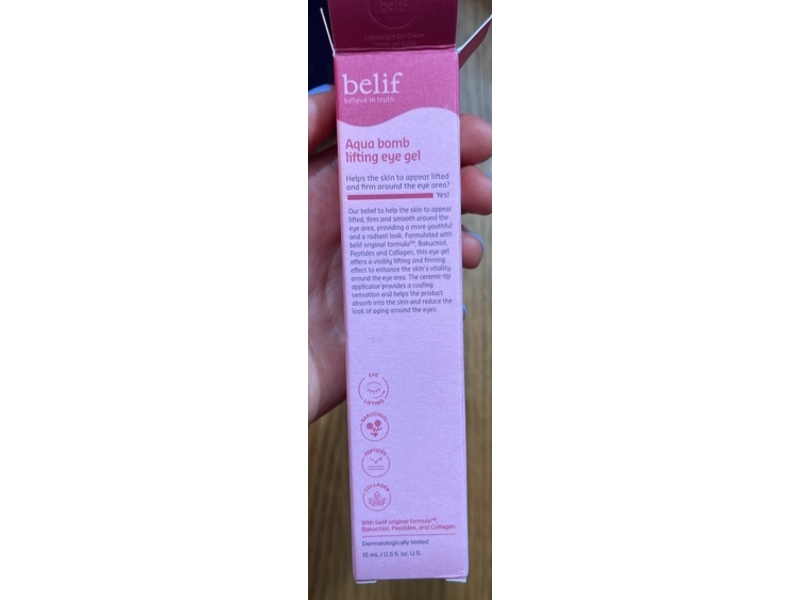 Lightweight Gel Cream
belif
believe in truth
Aqua bomb
lifting eye gel
Helps the skin to appear lifted
and firm around the eye area?
Yes!
Our belief to help the skin to appear
lifted, firm and smooth around the
eye area, providing a more youthful
and a radiant look. Formulated with
belif original formula™, Bakuchiol,
Peptides and Collagen, this eye gel
offers a visibly lifting and firming
effect to enhance the skin's vitality
around the eye area. The ceramic-tip
applicator provides a cooling
sensation and helps the product
absorb into the skin and reduce the
look of aging around the eyes.
EYE
LIFTING
BAKUCHIOL
PEPTIDES
COLLAGEN
With belif original formula™,
Bakuchiol, Peptides, and Collagen
Dermatologically tested
15 mL / 0.5 fl. oz. U.S.